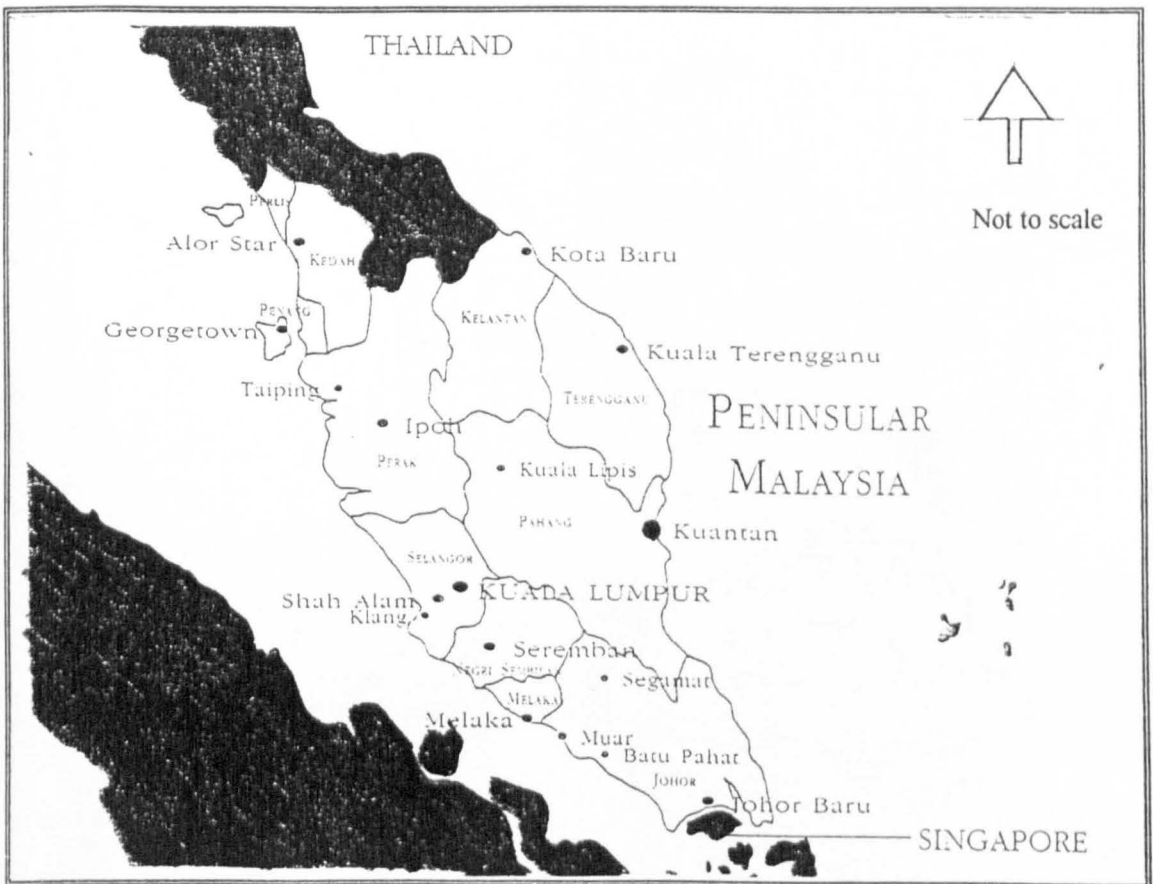 THAILAND
Not to scale
PERLIS
Alor Star
KEDAH
Kota Baru
PENANG
Georgetown
KELANTAN
Kuala Terengganu
Taiping
TERENGGANU
PENINSULAR
MALAYSIA
Ipoh
PERAK
Kuala Lipis
PAHANG
Kuantan
SELANGOR
KUALA LUMPUR
Shah Alam
Klang
Seremban
SEMBILAN
Segamat
MELAKA
Melaka
Muar
Batu Pahat
JOHOR
Johor Baru
SINGAPORE